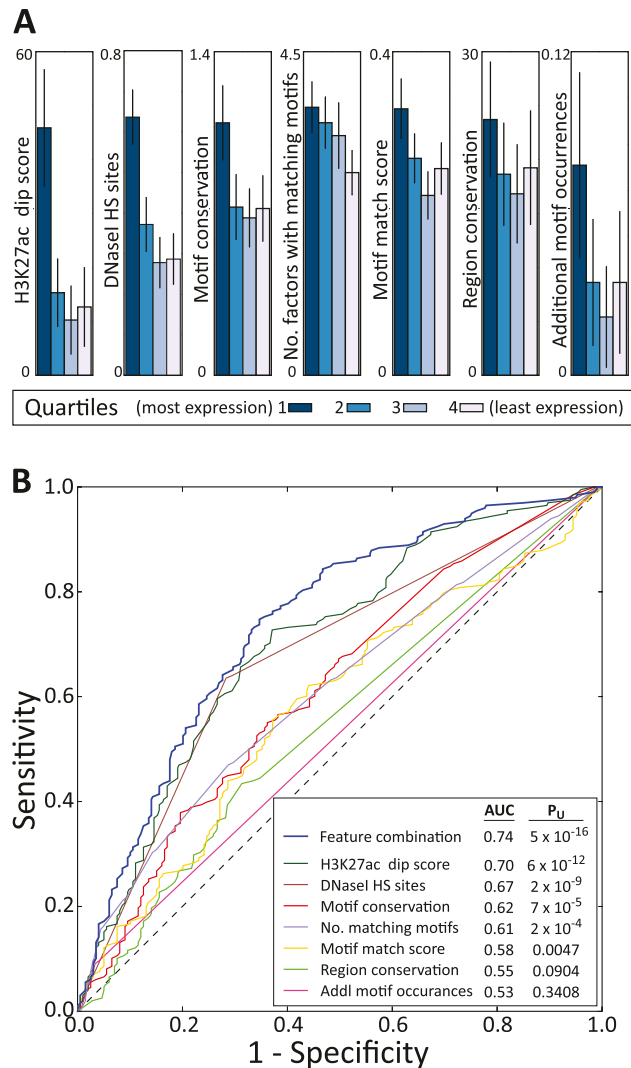 A
60
0
H3K27ac dip score
0.8
0
DNaseI HS sites
1.4
0
Motif conservation
4.5
0
No. factors with matching motifs
0.4
0
Motif match score
30
0
Region conservation
0.12
0
Additional motif occurrences
Quartiles (most expression) 1 2 3 4 (least expression)
B
1.0
0.8
0.6
0.4
0.2
0.0
Sensitivity
AUC PU
Feature combination 0.74 5 x 10-16
H3K27ac dip score 0.70 6 x 10-12
DNaseI HS sites 0.67 2 x 10-9
Motif conservation 0.62 7 x 10-5
No. matching motifs 0.61 2 x 10-4
Motif match score 0.58 0.0047
Region conservation 0.55 0.0904
Addl motif occurances 0.53 0.3408
0.0 0.2 0.4 0.6 0.8 1.0
1 - Specificity